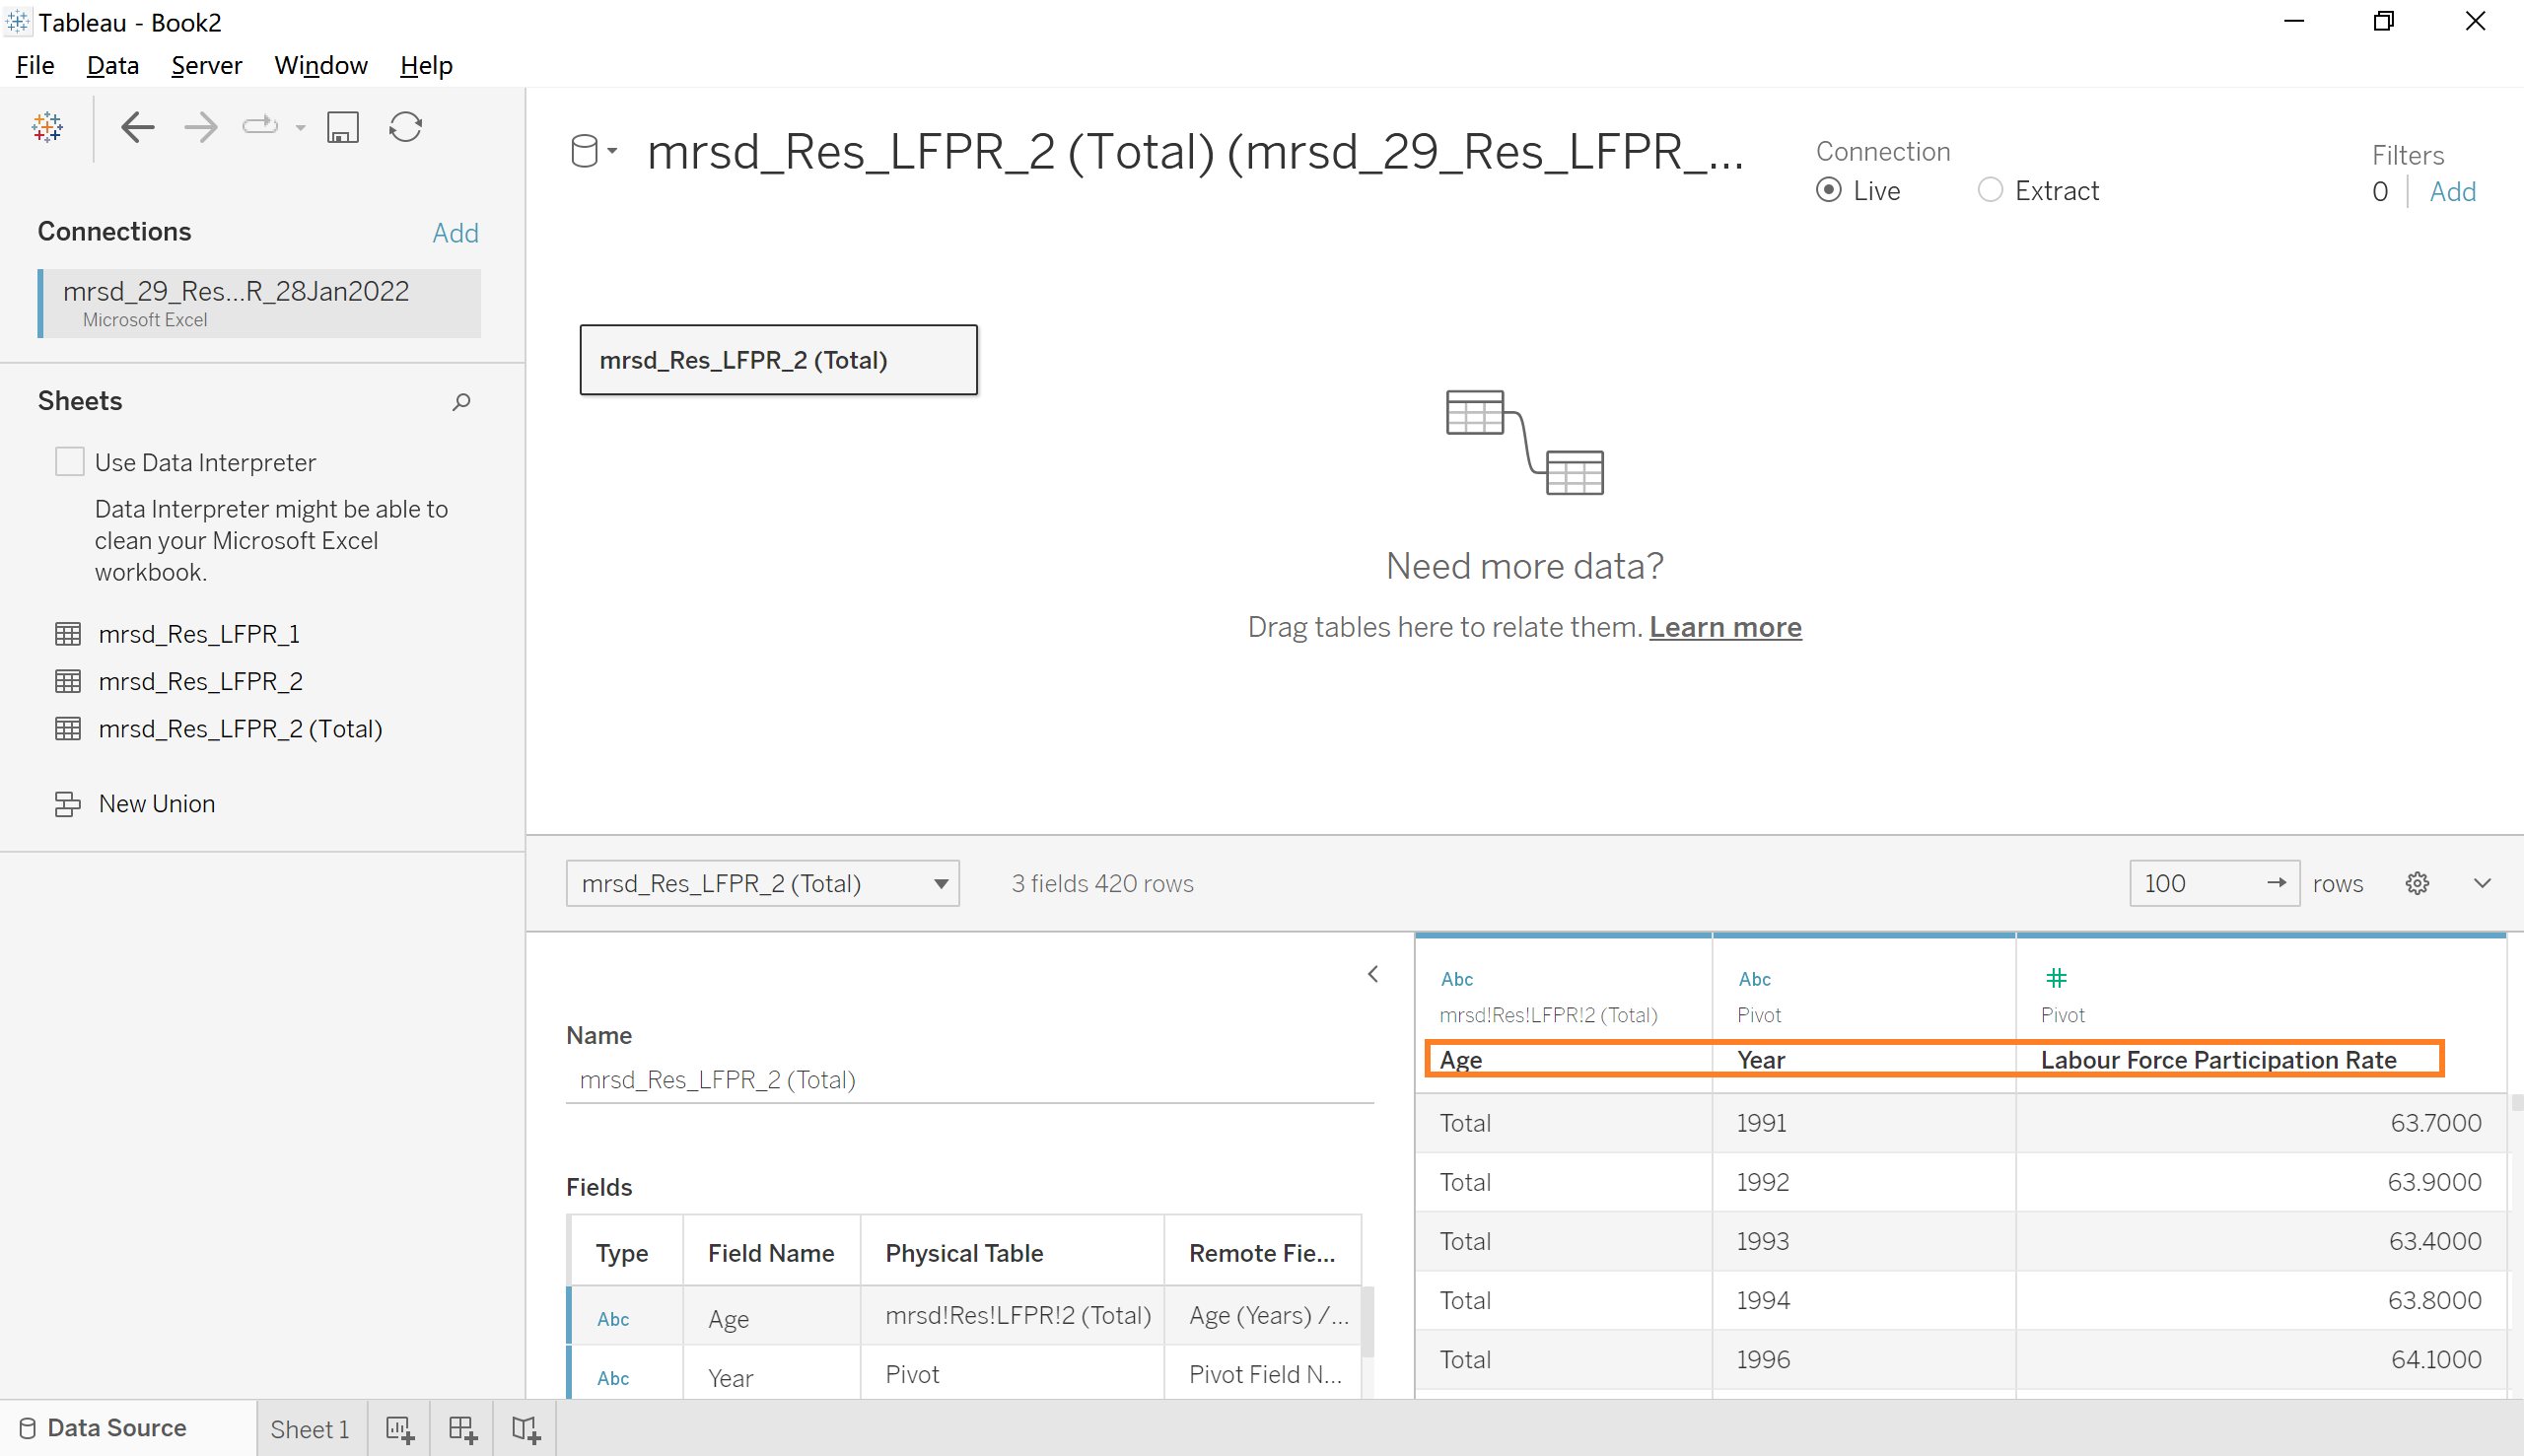 Tableau - Book2
File Data Server Window Help
Connections Add
mrsd_29_Res...R_28Jan2022
Microsoft Excel
Sheets
Use Data Interpreter
Data Interpreter might be able to
clean your Microsoft Excel
workbook.
mrsd_Res_LFPR_1
mrsd_Res_LFPR_2
mrsd_Res_LFPR_2 (Total)
New Union
mrsd_Res_LFPR_2 (Total) (mrsd_29_Res_LFPR_...
Connection
Live Extract
Filters
0 Add
mrsd_Res_LFPR_2 (Total)
Need more data?
Drag tables here to relate them. Learn more
mrsd_Res_LFPR_2 (Total) 3 fields 420 rows 100 rows
Name
mrsd_Res_LFPR_2 (Total)
Fields
Type Field Name Physical Table Remote Fie...
Abc Age mrsd!Res!LFPR!2 (Total) Age (Years) /...
Abc Year Pivot Pivot Field N...
Abc Abc #
mrsd!Res!LFPR!2 (Total) Pivot Pivot
Age Year Labour Force Participation Rate
Total 1991 63.7000
Total 1992 63.9000
Total 1993 63.4000
Total 1994 63.8000
Total 1996 64.1000
Data Source Sheet 1